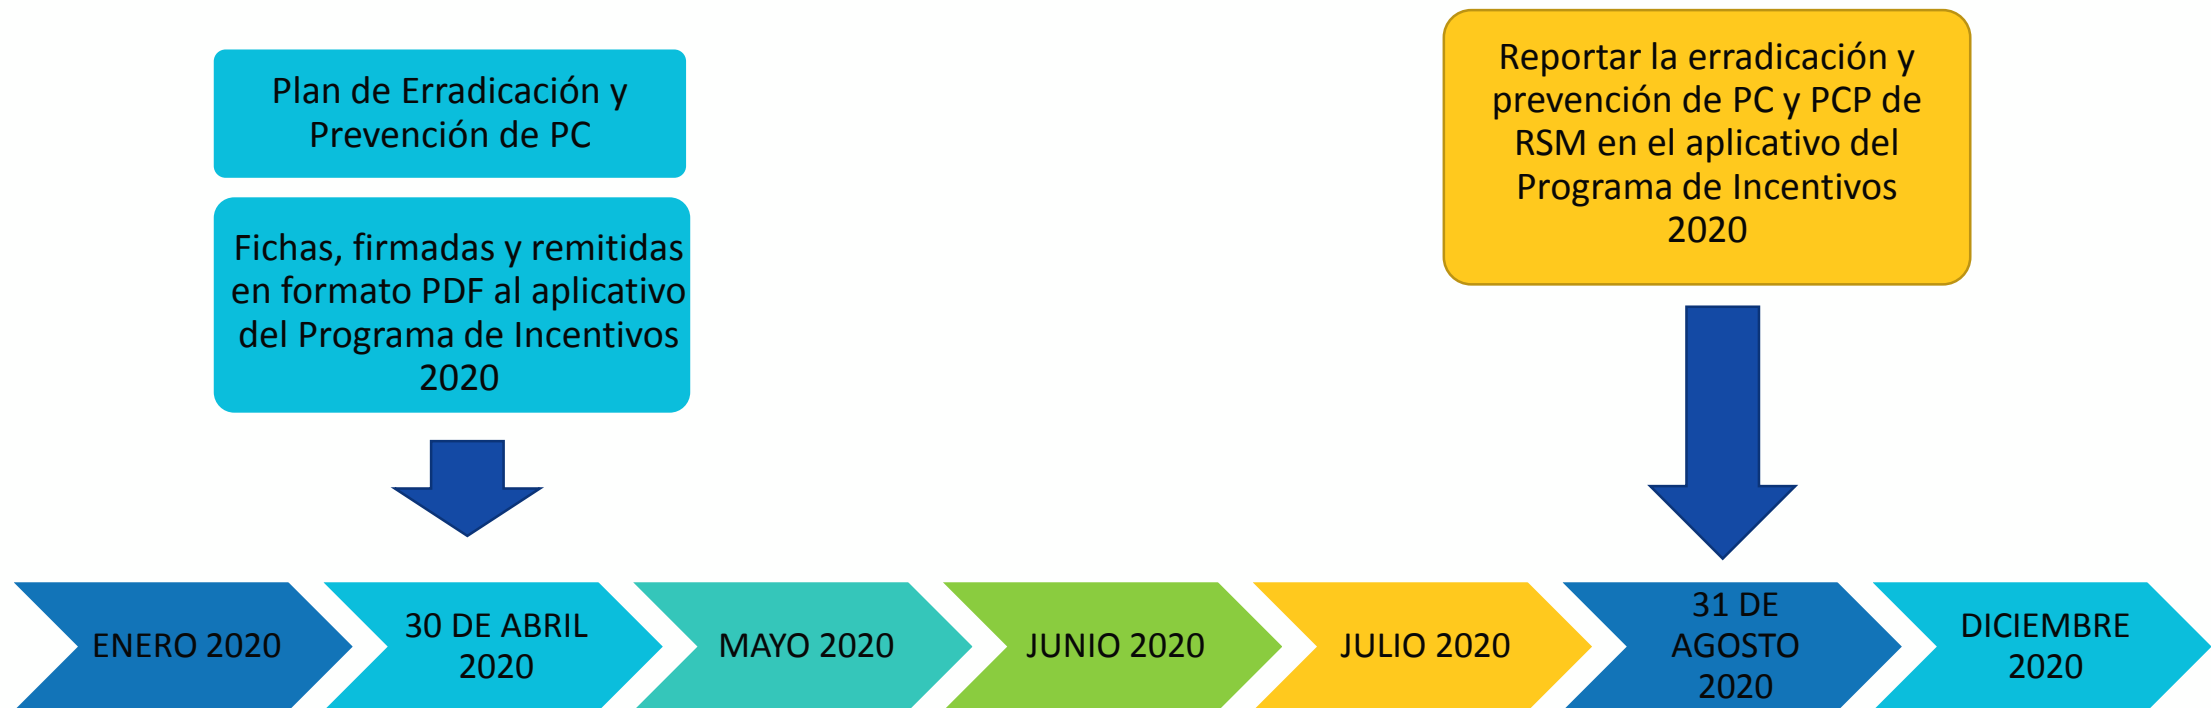 Plan de Erradicación y
Prevención de PC
Fichas, firmadas y remitidas
en formato PDF al aplicativo
del Programa de Incentivos
2020
Reportar la erradicación y
prevención de PC y PCP de
RSM en el aplicativo del
Programa de Incentivos
2020
ENERO 2020
30 DE ABRIL
2020
MAYO 2020
JUNIO 2020
JULIO 2020
31 DE
AGOSTO
2020
DICIEMBRE
2020